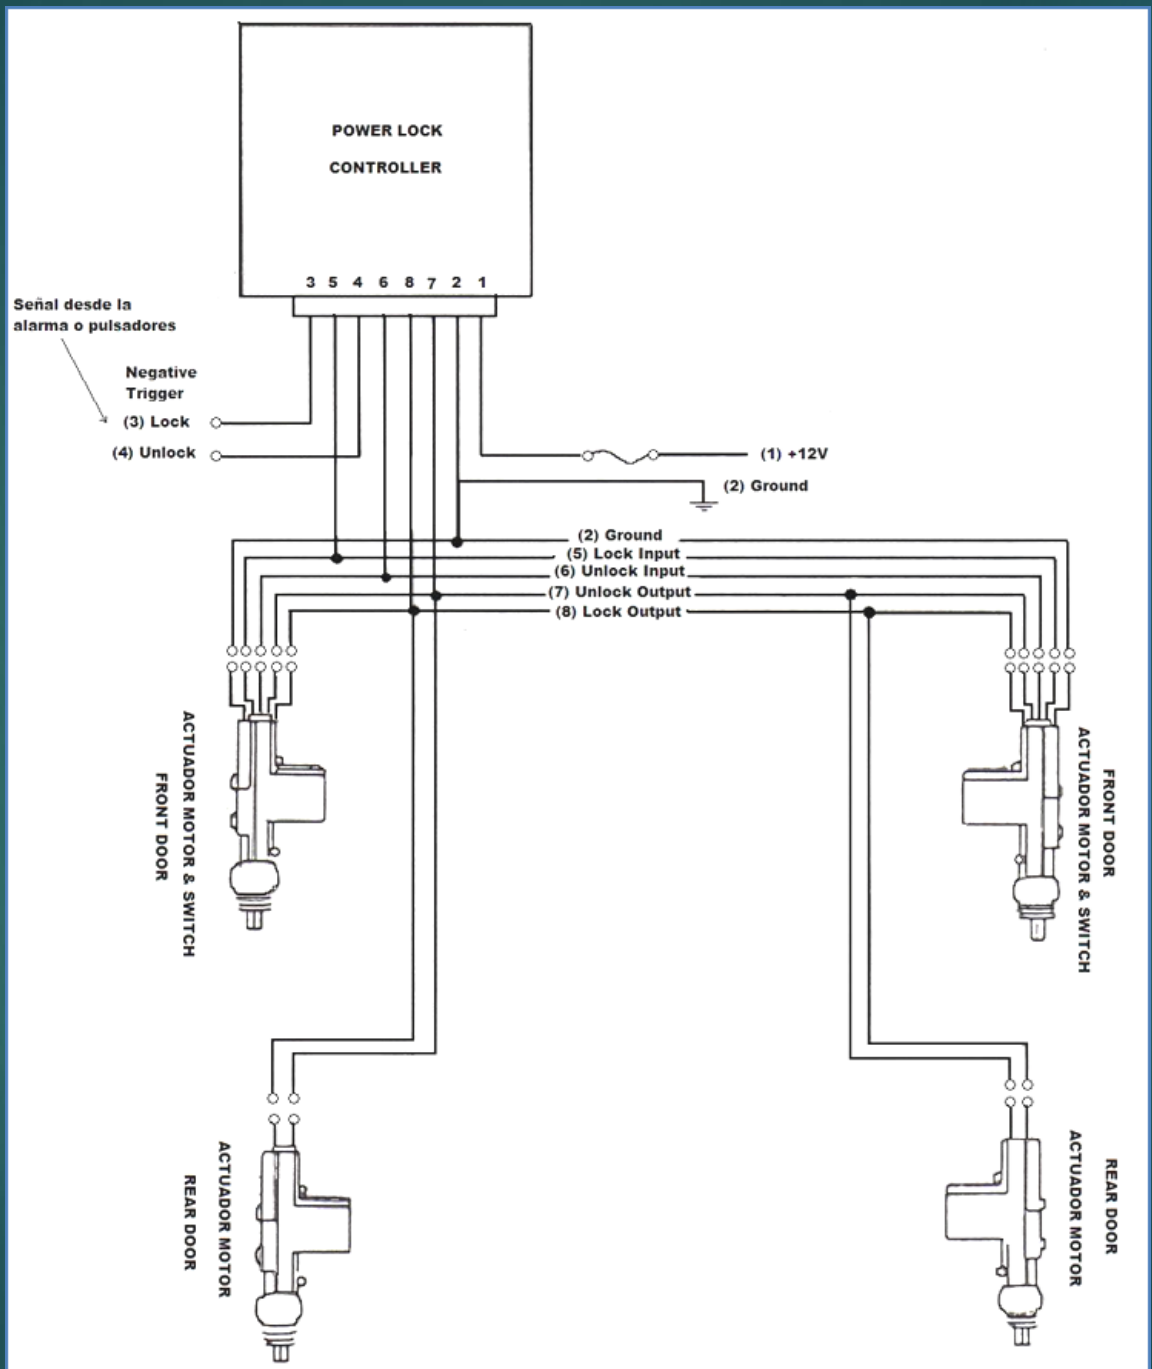 POWER LOCK
CONTROLLER
3 5 4 6 8 7 2 1
Señal desde la
alarma o pulsadores
Negative
Trigger
(3) Lock
(4) Unlock
(1) +12V
(2) Ground
(2) Ground
(5) Lock Input
(6) Unlock Input
(7) Unlock Output
(8) Lock Output
ACTUADOR MOTOR & SWITCH
FRONT DOOR
FRONT DOOR
ACTUADOR MOTOR & SWITCH
ACTUADOR MOTOR
REAR DOOR
REAR DOOR
ACTUADOR MOTOR